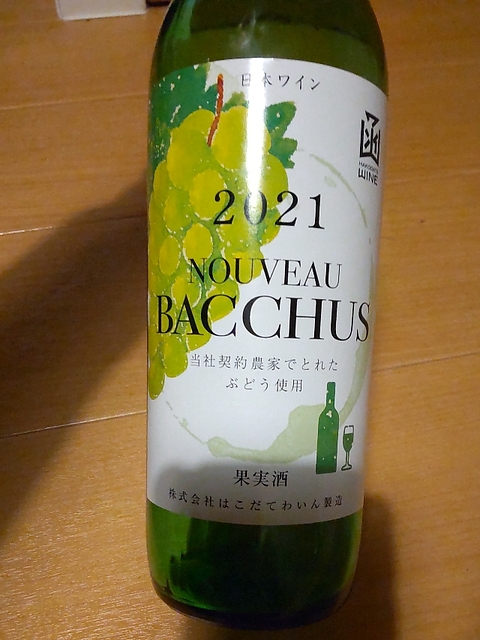 日本ワイン
函
HAKODATE
WINE
2021
NOUVEAU
BACCHUS
当社契約農家でとれた
ぶどう使用
果実酒
株式会社はこだてわいん製造